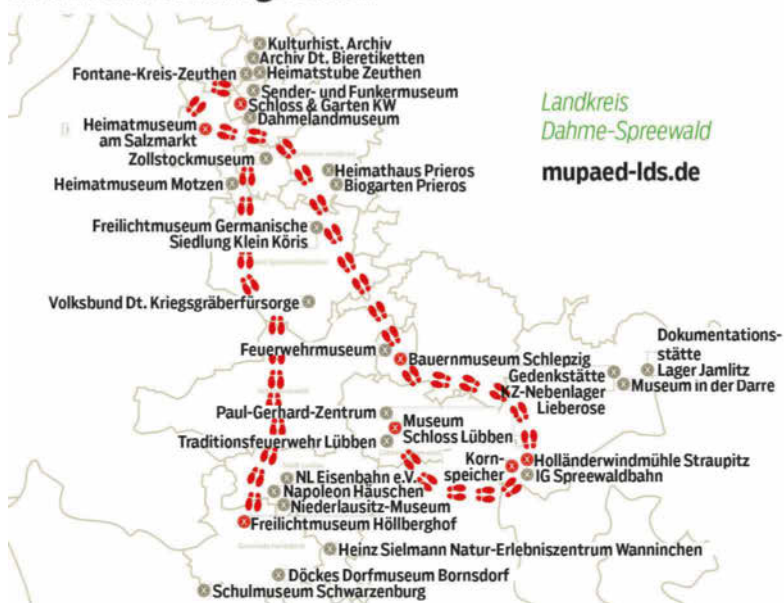 Kulturhist. Archiv
Archiv Dt. Bieretiketten
Fontane-Kreis-Zeuthen
Heimatstube Zeuthen
Sender- und Funkermuseum
Schloss & Garten KW
Dahmelandmuseum
Heimatmuseum
am Salzmarkt
Zollstockmuseum
Heimatmuseum Motzen
Heimathaus Prieros
Biogarten Prieros
Landkreis
Dahme-Spreewald
mupaed-lds.de
Freilichtmuseum Germanische
Siedlung Klein Köris
Volksbund Dt. Kriegsgräberfürsorge
Feuerwehrmuseum
Bauernmuseum Schlepzig
Gedenkstätte
KZ-Nebenlager
Lieberose
Dokumentations-
stätte
Lager Jamlitz
Museum in der Darre
Paul-Gerhard-Zentrum
Museum
Schloss Lübben
Traditionsfeuerwehr Lübben
Korn-
speicher
Holländerwindmühle Straupitz
IG Spreewaldbahn
NL Eisenbahn e.V.
Napoleon Häuschen
Niederlausitz-Museum
Freilichtmuseum Höllberghof
Heinz Sielmann Natur-Erlebniszentrum Wanninchen
Döckes Dorfmuseum Bornsdorf
Schulmuseum Schwarzenburg